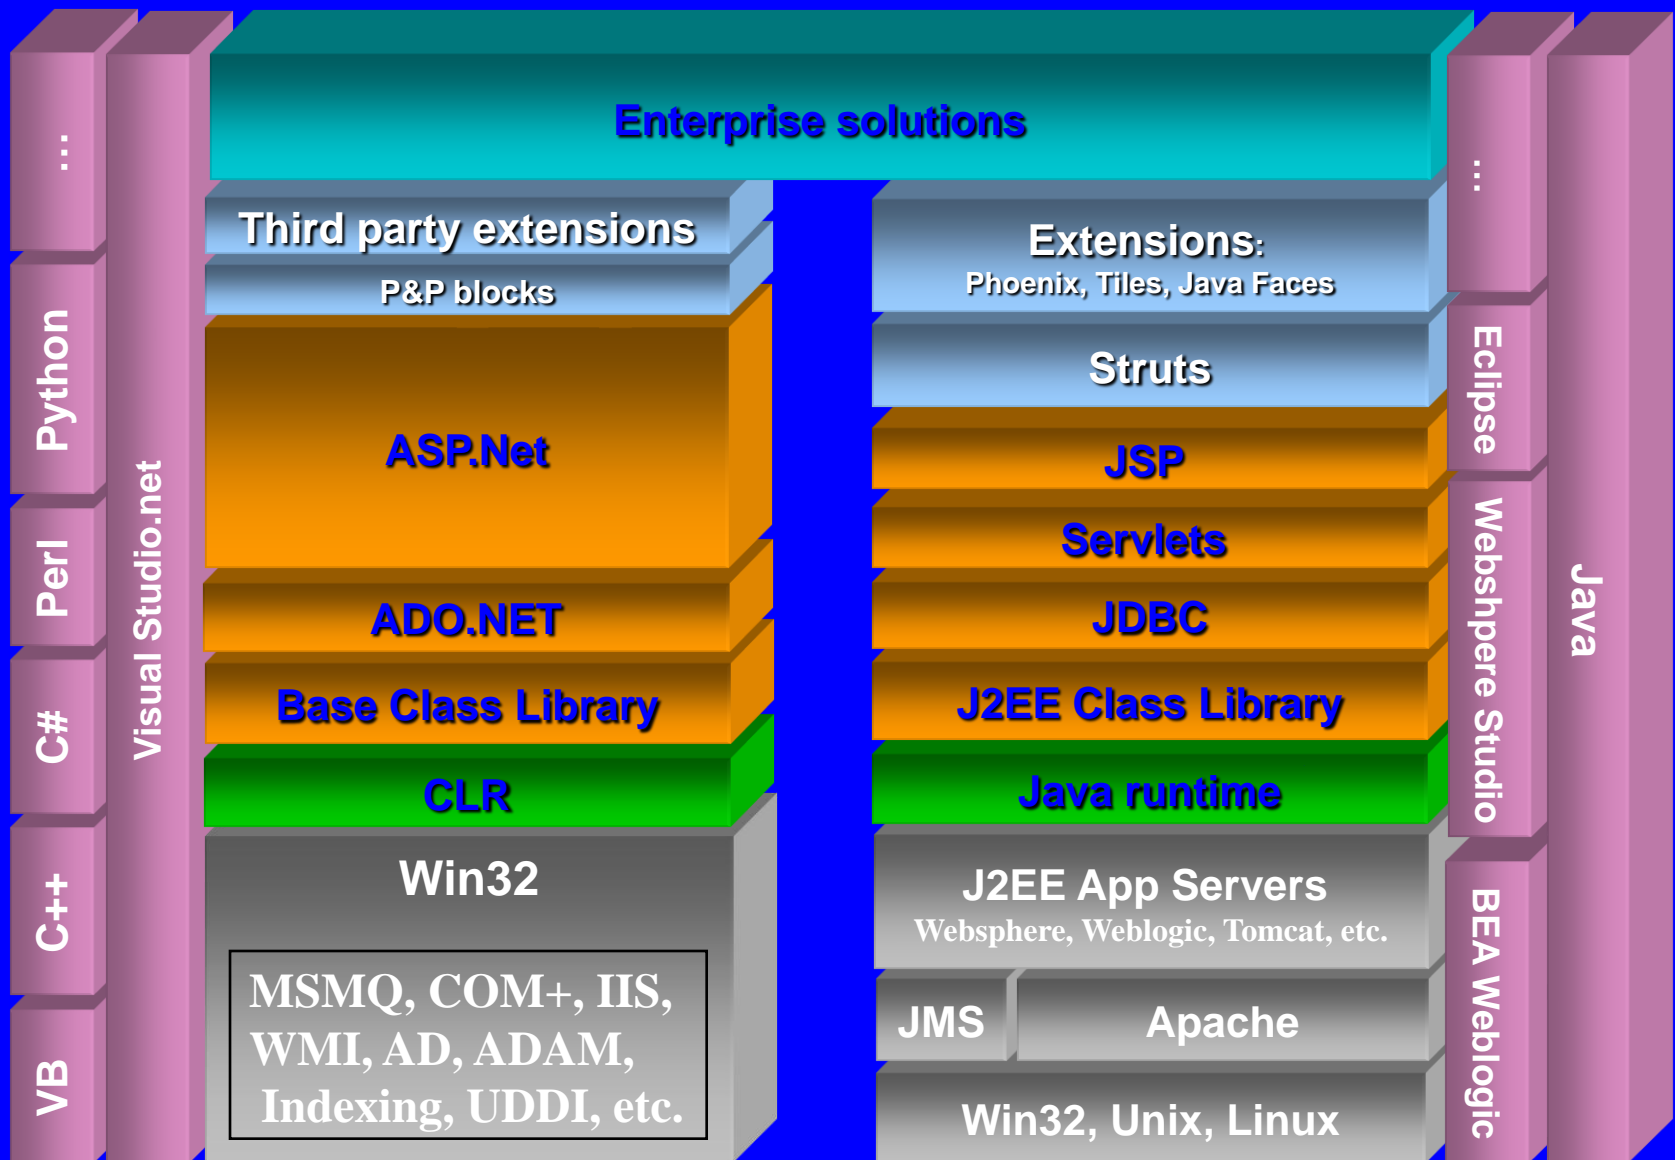 Enterprise solutions
...
Python
Perl
C#
C++
VB
Visual Studio.net
Third party extensions
P&P blocks
ASP.Net
ADO.NET
Base Class Library
CLR
Win32
MSMQ, COM+, IIS,
WMI, AD, ADAM,
Indexing, UDDI, etc.
Extensions:
Phoenix, Tiles, Java Faces
Struts
JSP
Servlets
JDBC
J2EE Class Library
Java runtime
J2EE App Servers
Websphere, Weblogic, Tomcat, etc.
JMS
Apache
Win32, Unix, Linux
...
Eclipse
Webshpere Studio
BEA Weblogic
Java